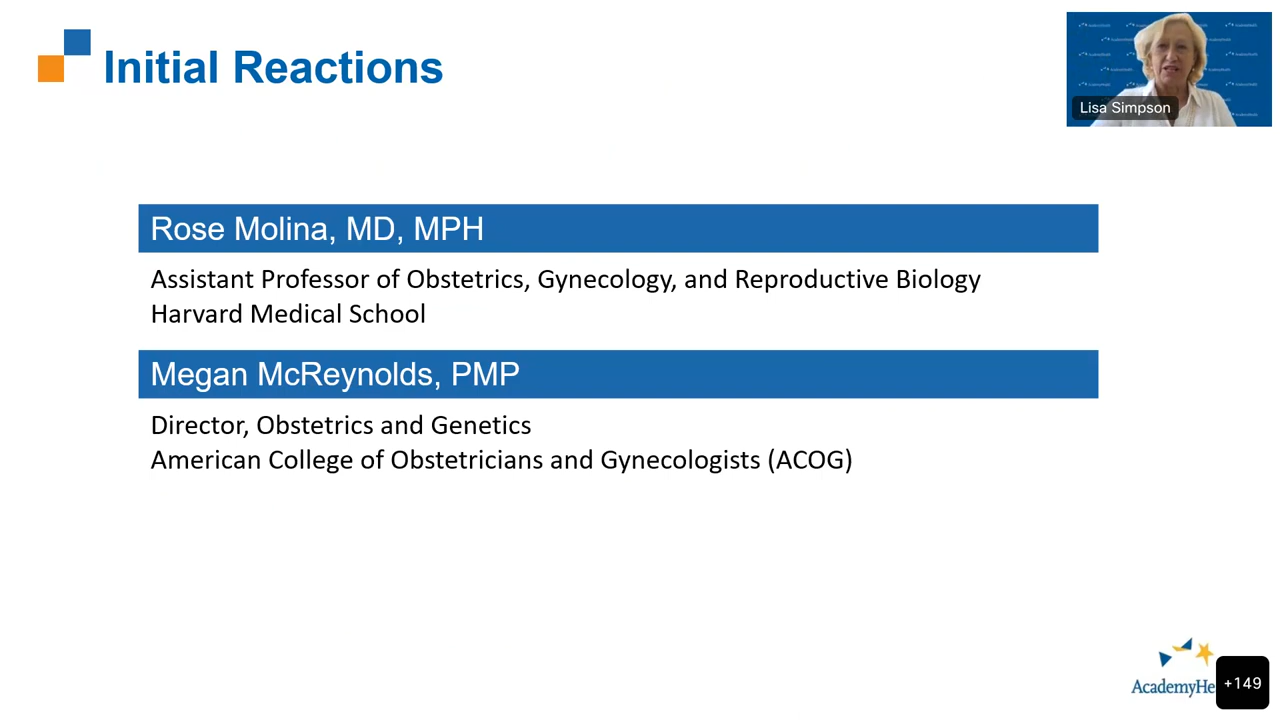 Initial Reactions
Lisa Simpson
Rose Molina, MD, MPH
Assistant Professor of Obstetrics, Gynecology, and Reproductive Biology
Harvard Medical School
Megan McReynolds, PMP
Director, Obstetrics and Genetics
American College of Obstetricians and Gynecologists (ACOG)
AcademyHe
+149